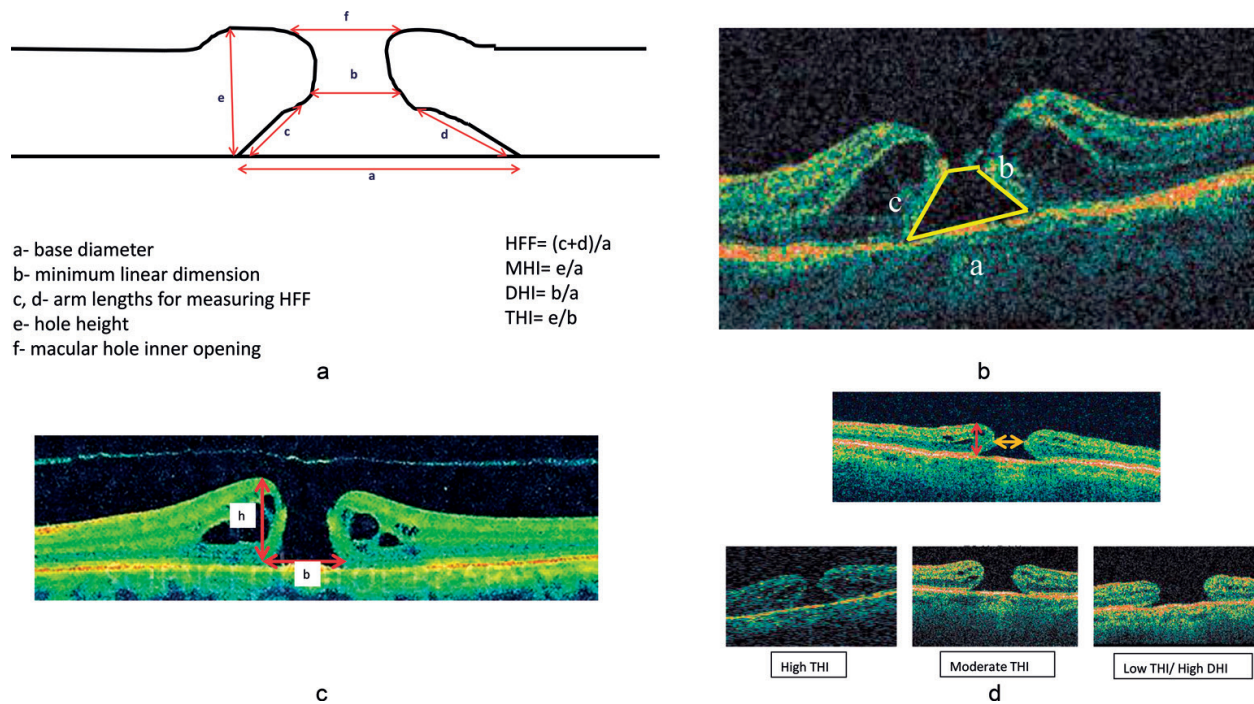 f
b
e
c
d
a
a- base diameter
b- minimum linear dimension
c, d- arm lengths for measuring HFF
e- hole height
f- macular hole inner opening
HFF= (c+d)/a
MHI= e/a
DHI= b/a
THI= e/b
a
b
c
a
b
h
b
c
High THI
Moderate THI
Low THI/ High DHI
d